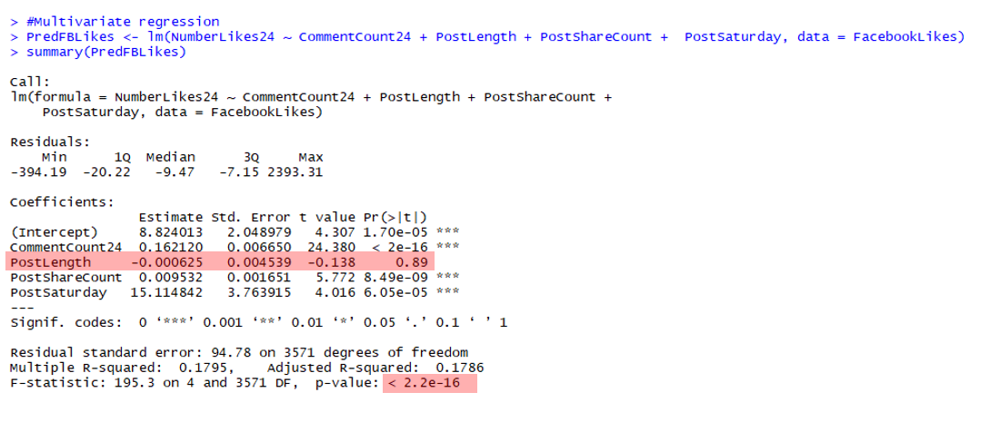 > #Multivariate regression
> PredFBLikes <- lm(NumberLikes24 ~ CommentCount24 + PostLength + PostShareCount +  PostSaturday, data = FacebookLikes)
> summary(PredFBLikes)
Call:
lm(formula = NumberLikes24 ~ CommentCount24 + PostLength + PostShareCount +
    PostSaturday, data = FacebookLikes)
Residuals:
    Min      1Q  Median      3Q     Max
-394.19  -20.22   -9.47   -7.15 2393.31
Coefficients:
                Estimate Std. Error t value Pr(>|t|)
(Intercept)     8.824013   2.048979   4.307 1.70e-05 ***
CommentCount24  0.162120   0.006650  24.380  < 2e-16 ***
PostLength     -0.000625   0.004539  -0.138     0.89
PostShareCount  0.009532   0.001651   5.772 8.49e-09 ***
PostSaturday   15.114842   3.763915   4.016 6.05e-05 ***
---
Signif. codes:  0 ‘***’ 0.001 ‘**’ 0.01 ‘*’ 0.05 ‘.’ 0.1 ‘ ’ 1
Residual standard error: 94.78 on 3571 degrees of freedom
Multiple R-squared:  0.1795,    Adjusted R-squared:  0.1786
F-statistic: 195.3 on 4 and 3571 DF,  p-value: < 2.2e-16